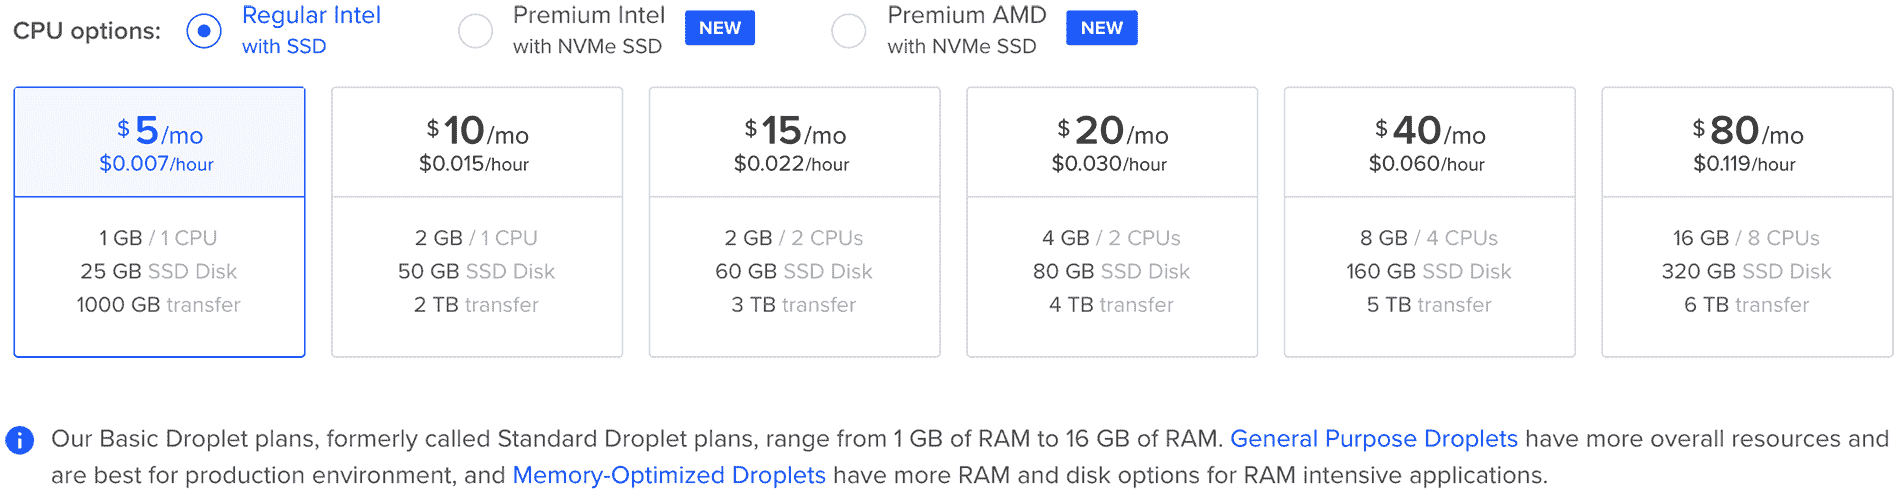 CPU options:
Regular Intel
with SSD
Premium Intel
with NVMe SSD
NEW
Premium AMD
with NVMe SSD
NEW
$5/mo
$0.007/hour
1 GB / 1 CPU
25 GB SSD Disk
1000 GB transfer
$10/mo
$0.015/hour
2 GB / 1 CPU
50 GB SSD Disk
2 TB transfer
$15/mo
$0.022/hour
2 GB / 2 CPUs
60 GB SSD Disk
3 TB transfer
$20/mo
$0.030/hour
4 GB / 2 CPUs
80 GB SSD Disk
4 TB transfer
$40/mo
$0.060/hour
8 GB / 4 CPUs
160 GB SSD Disk
5 TB transfer
$80/mo
$0.119/hour
16 GB / 8 CPUs
320 GB SSD Disk
6 TB transfer
Our Basic Droplet plans, formerly called Standard Droplet plans, range from 1 GB of RAM to 16 GB of RAM. General Purpose Droplets have more overall resources and
are best for production environment, and Memory-Optimized Droplets have more RAM and disk options for RAM intensive applications.